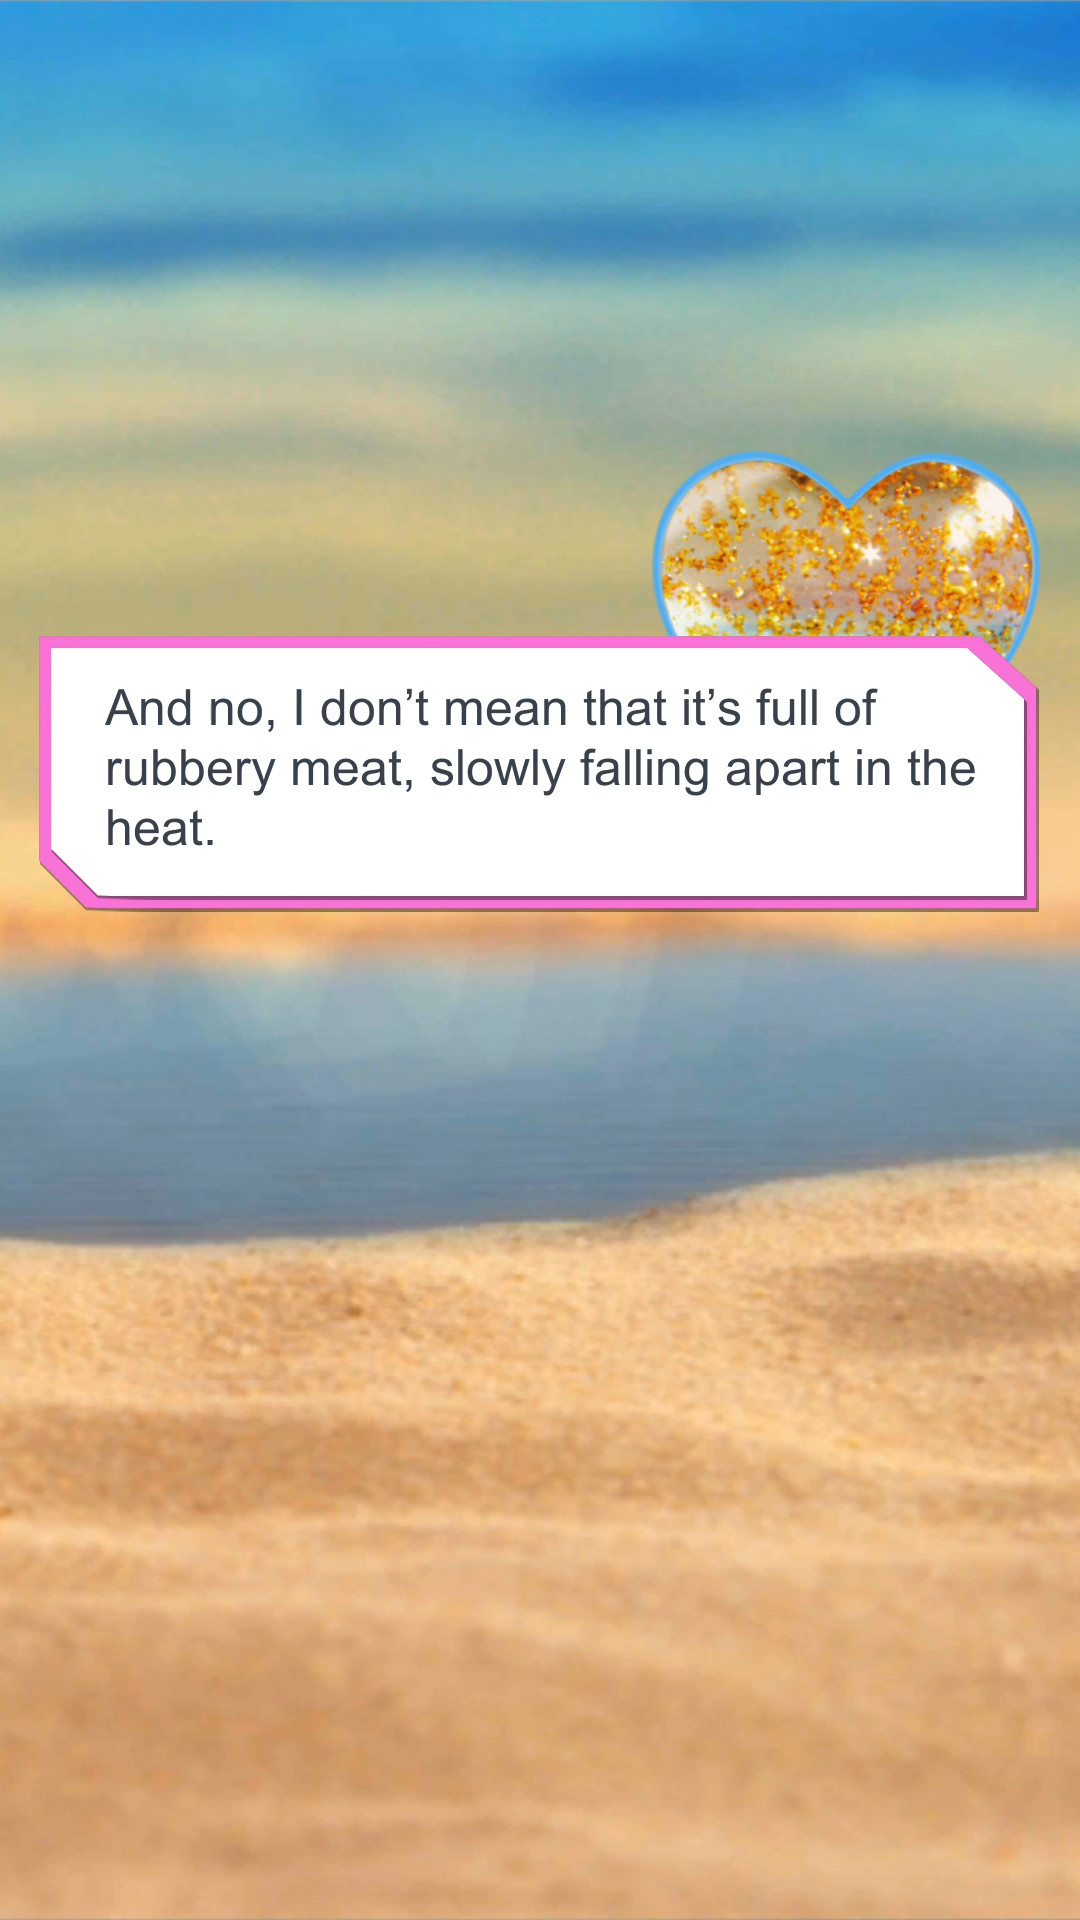 And no, I don’t mean that it’s full of
rubbery meat, slowly falling apart in the
heat.